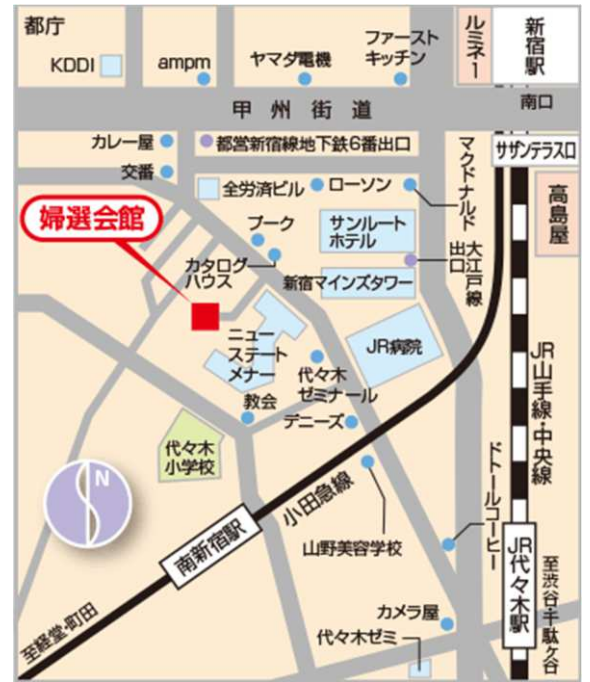 都庁
KDDI
ampm
ヤマダ電機
ファースト
キッチン
ルミネ1
新宿駅
甲州街道
南口
カレー屋
都営新宿線地下鉄6番出口
サザンテラス口
交番
全労済ビル
ローソン
マクドナルド
高島屋
婦選会館
プーク
サンルート
ホテル
カタログ
ハウス
新宿マインズタワー
大江戸線
出口
ニュー
ステート
メナー
JR病院
代々木
ゼミナール
JR山手線・中央線
教会
デニーズ
代々木
小学校
N
小田急線
ドトールコーヒー
南新宿駅
山野美容学校
JR代々木駅
至渋谷・千駄ヶ谷
至経堂・町田
カメラ屋
代々木ゼミ